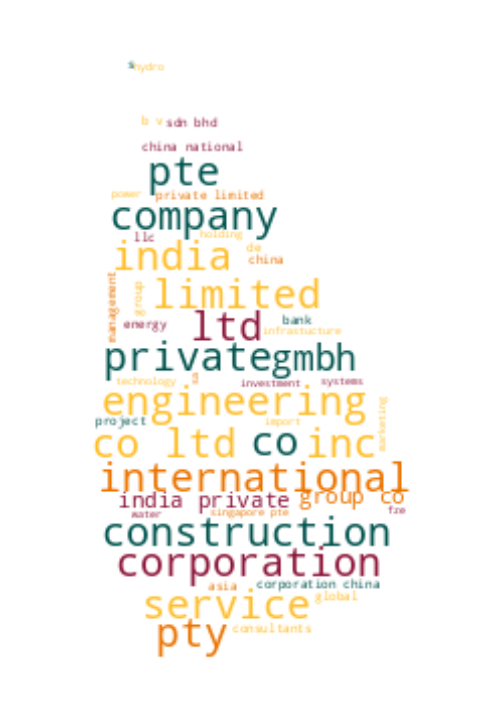 s hydro
b v sdn bhd
china national
pte
power private limited
company
llc holding
india de
china
management group limited
energy ltd bank
infrastucture
privategmbh
technology sa investment systems
engineering marketing
project import
co ltd co inc
international
india private group co
water singapore pte fze
construction
corporation
asia corporation china
service global
pty consultants